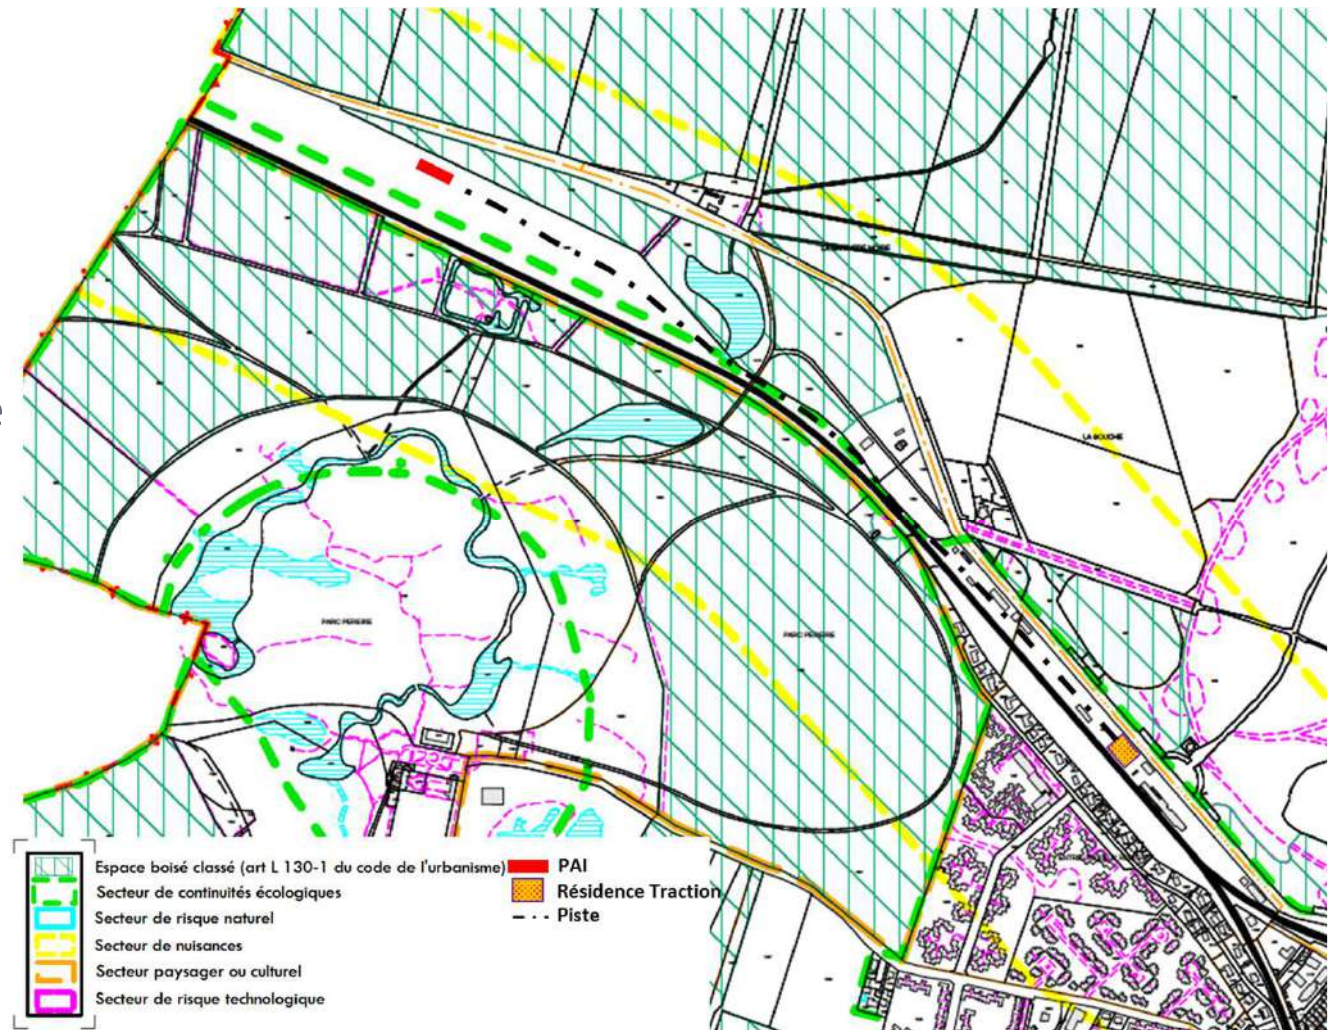 LA BOUCHE
PARC PEREIRE
PARC PEREIRE
Espace boisé classé (art L 130-1 du code de l'urbanisme)
Secteur de continuités écologiques
Secteur de risque naturel
Secteur de nuisances
Secteur paysager ou culturel
Secteur de risque technologique
PAI
Résidence Traction
Piste